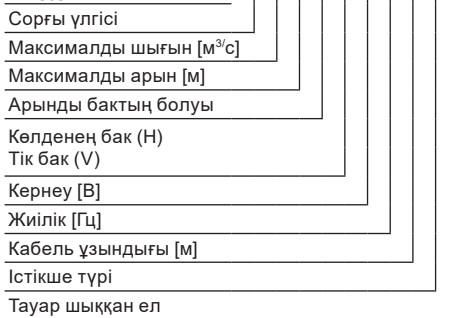 Сорғы үлгісі
Максималды шығын [м³/с]
Максималды арын [м]
Арынды бактың болуы
Көлденең бак (H)
Тік бак (V)
Кернеу [В]
Жиілік [Гц]
Кабель ұзындығы [м]
Істікше түрі
Тауар шыққан ел